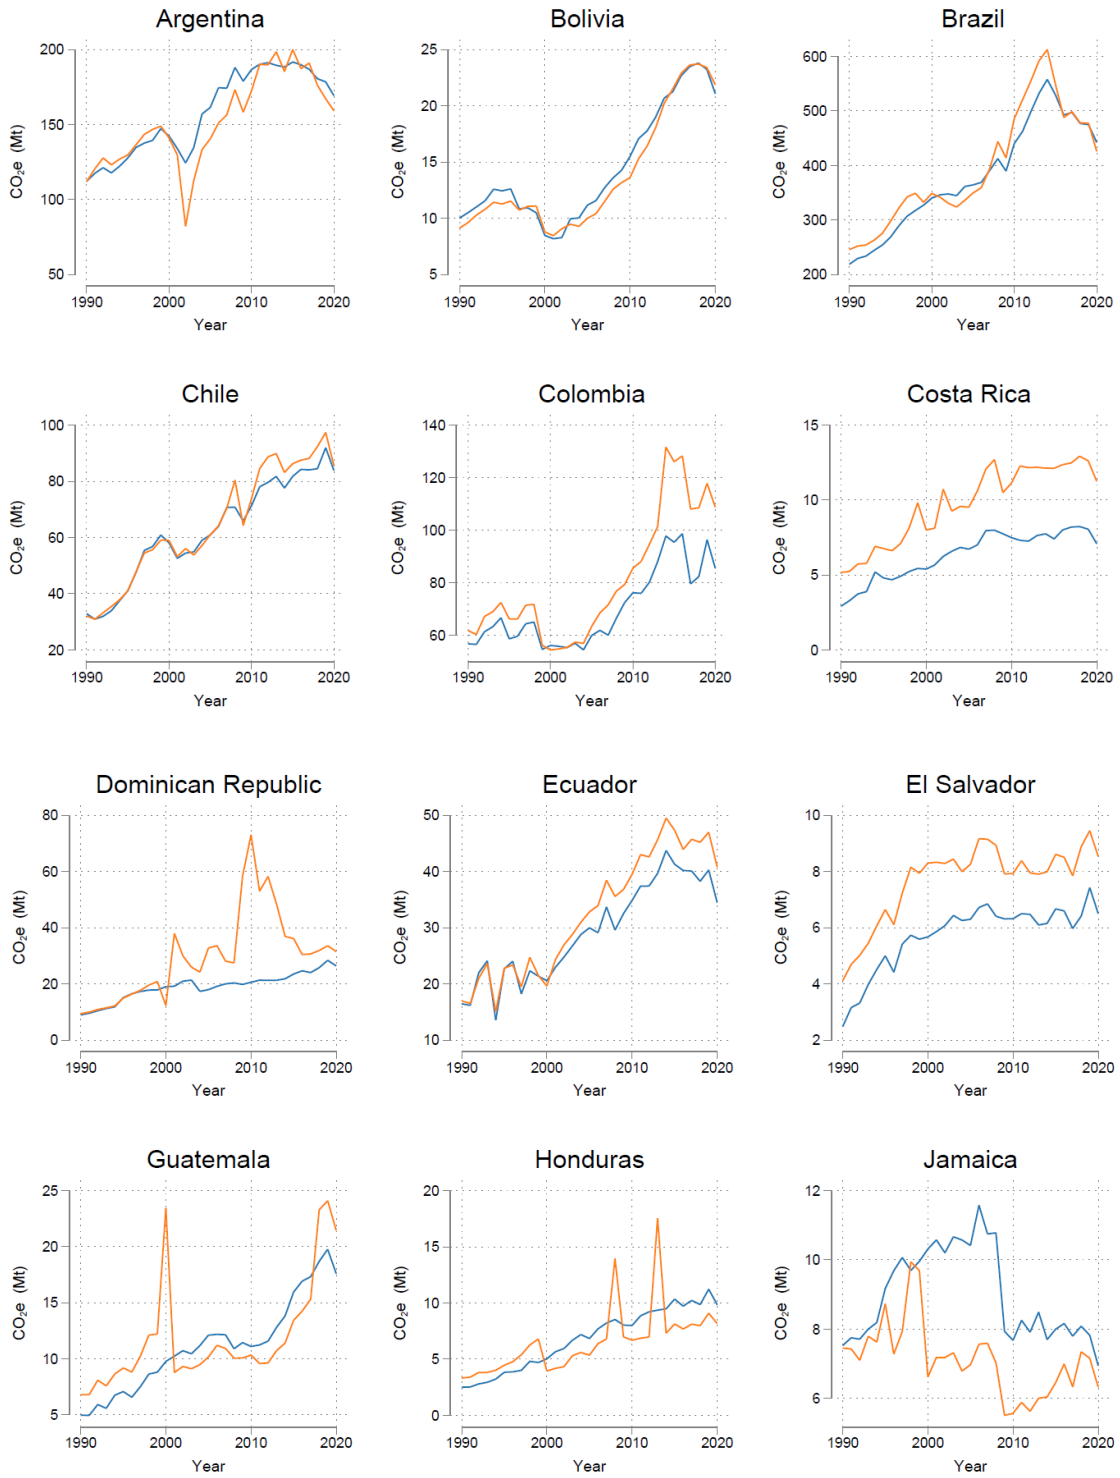 Argentina
CO2e (Mt)
200
150
100
50
1990 2000 2010 2020
Year
Bolivia
CO2e (Mt)
25
20
15
10
5
1990 2000 2010 2020
Year
Brazil
CO2e (Mt)
600
500
400
300
200
1990 2000 2010 2020
Year
Chile
CO2e (Mt)
100
80
60
40
20
1990 2000 2010 2020
Year
Colombia
CO2e (Mt)
140
120
100
80
60
1990 2000 2010 2020
Year
Costa Rica
CO2e (Mt)
15
10
5
0
1990 2000 2010 2020
Year
Dominican Republic
CO2e (Mt)
80
60
40
20
0
1990 2000 2010 2020
Year
Ecuador
CO2e (Mt)
50
40
30
20
10
1990 2000 2010 2020
Year
El Salvador
CO2e (Mt)
10
8
6
4
2
1990 2000 2010 2020
Year
Guatemala
CO2e (Mt)
25
20
15
10
5
1990 2000 2010 2020
Year
Honduras
CO2e (Mt)
20
15
10
5
0
1990 2000 2010 2020
Year
Jamaica
CO2e (Mt)
12
10
8
6
1990 2000 2010 2020
Year